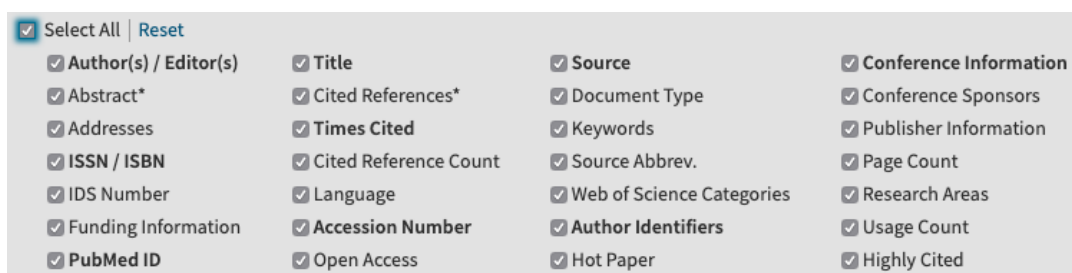 Select All | Reset
Author(s) / Editor(s) Title Source Conference Information
Abstract* Cited References* Document Type Conference Sponsors
Addresses Times Cited Keywords Publisher Information
ISSN / ISBN Cited Reference Count Source Abbrev. Page Count
IDS Number Language Web of Science Categories Research Areas
Funding Information Accession Number Author Identifiers Usage Count
PubMed ID Open Access Hot Paper Highly Cited